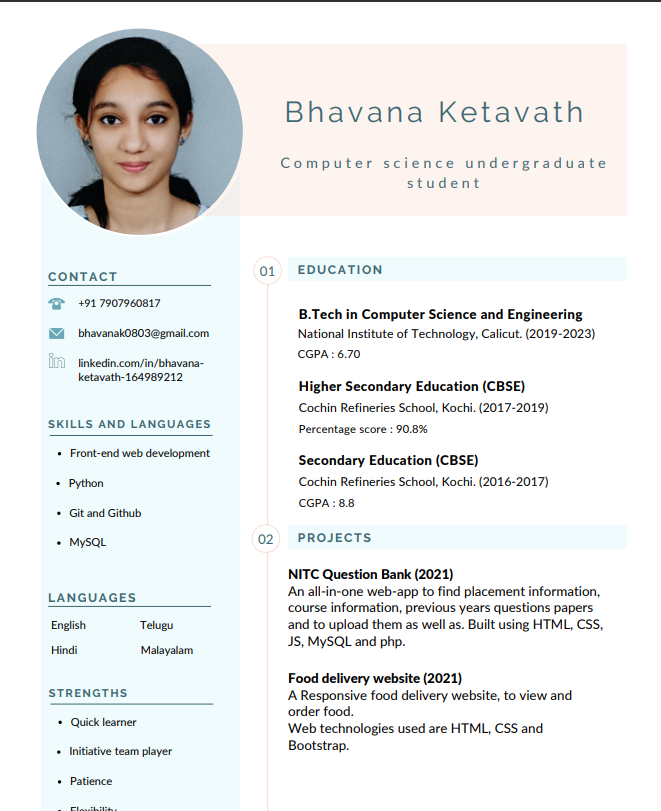 Bhavana Ketavath
Computer science undergraduate
student
CONTACT
+91 7907960817
bhavanak0803@gmail.com
linkedin.com/in/bhavana-
ketavath-164989212
SKILLS AND LANGUAGES
• Front-end web development
• Python
• Git and Github
• MySQL
LANGUAGES
English Telugu
Hindi Malayalam
STRENGTHS
• Quick learner
• Initiative team player
• Patience
• Flexibility
01 EDUCATION
B.Tech in Computer Science and Engineering
National Institute of Technology, Calicut. (2019-2023)
CGPA : 6.70
Higher Secondary Education (CBSE)
Cochin Refineries School, Kochi. (2017-2019)
Percentage score : 90.8%
Secondary Education (CBSE)
Cochin Refineries School, Kochi. (2016-2017)
CGPA : 8.8
02 PROJECTS
NITC Question Bank (2021)
An all-in-one web-app to find placement information,
course information, previous years questions papers
and to upload them as well as. Built using HTML, CSS,
JS, MySQL and php.
Food delivery website (2021)
A Responsive food delivery website, to view and
order food.
Web technologies used are HTML, CSS and
Bootstrap.